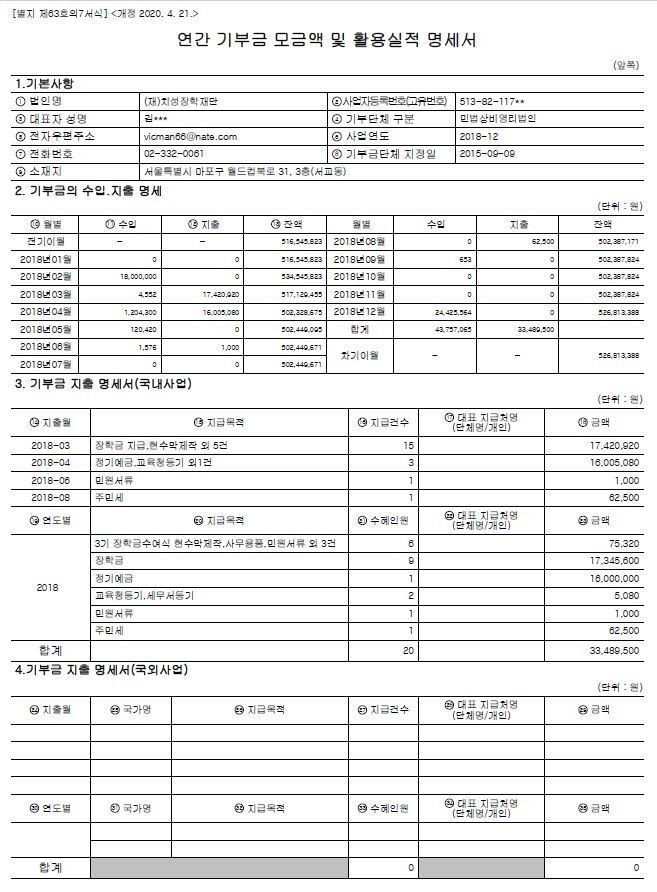 [별지 제63호의7서식] <개정 2020. 4. 21.>
연간 기부금 모금액 및 활용실적 명세서
(앞쪽)
1.기본사항
① 법인명 (재)치성장학재단 ②사업자등록번호(고유번호) 513-82-117**
③ 대표자 성명 김*** ④ 기부단체 구분 민법상비영리법인
⑤ 전자우편주소 vicman66@nate.com ⑥ 사업연도 2018-12
⑦ 전화번호 02-332-0061 ⑧ 기부금단체 지정일 2015-09-09
⑨ 소재지 서울특별시 마포구 월드컵북로 31, 3층(서교동)
2. 기부금의 수입.지출 명세
(단위 : 원)
⑩ 월별 ⑪ 수입 ⑫ 지출 ⑬ 잔액 월별 수입 지출 잔액
전기이월 - - 516,545,823 2018년08월 0 62,500 502,387,171
2018년01월 0 0 516,545,823 2018년09월 653 0 502,387,824
2018년02월 18,000,000 0 534,545,823 2018년10월 0 0 502,387,824
2018년03월 4,552 17,420,920 517,129,455 2018년11월 0 0 502,387,824
2018년04월 1,204,300 16,005,080 502,328,675 2018년12월 24,425,564 0 526,813,388
2018년05월 120,420 0 502,449,095 합계 43,757,065 33,489,500
2018년06월 1,576 1,000 502,449,671 차기이월 - - 526,813,388
2018년07월 0 0 502,449,671
3. 기부금 지출 명세서(국내사업)
(단위 : 원)
⑭ 지출월 ⑮ 지급목적 ⑯ 지급건수 ⑰ 대표 지급처명 (단체명/개인) ⑱ 금액
2018-03 장학금 지급,현수막제작 외 5건 15 17,420,920
2018-04 정기예금,교육청등기 외1건 3 16,005,080
2018-06 민원서류 1 1,000
2018-08 주민세 1 62,500
⑲ 연도별 ⑳ 지급목적 ㉑ 수혜인원 ㉒ 대표 지급처명 (단체명/개인) ㉓ 금액
2018
3기 장학금수여식 현수막제작,사무용품,민원서류 외 3건 6 75,320
장학금 9 17,345,600
정기예금 1 16,000,000
교육청등기,세무서등기 2 5,080
민원서류 1 1,000
주민세 1 62,500
합계 20 33,489,500
4.기부금 지출 명세서(국외사업)
(단위 : 원)
㉔ 지출월 ㉕ 국가명 ㉖ 지급목적 ㉗ 지급건수 ㉘ 대표 지급처명 (단체명/개인) ㉙ 금액
㉚ 연도별 ㉛ 국가명 ㉜ 지급목적 ㉝ 수혜인원 ㉞ 대표 지급처명 (단체명/개인) ㉟ 금액
합계 0 0